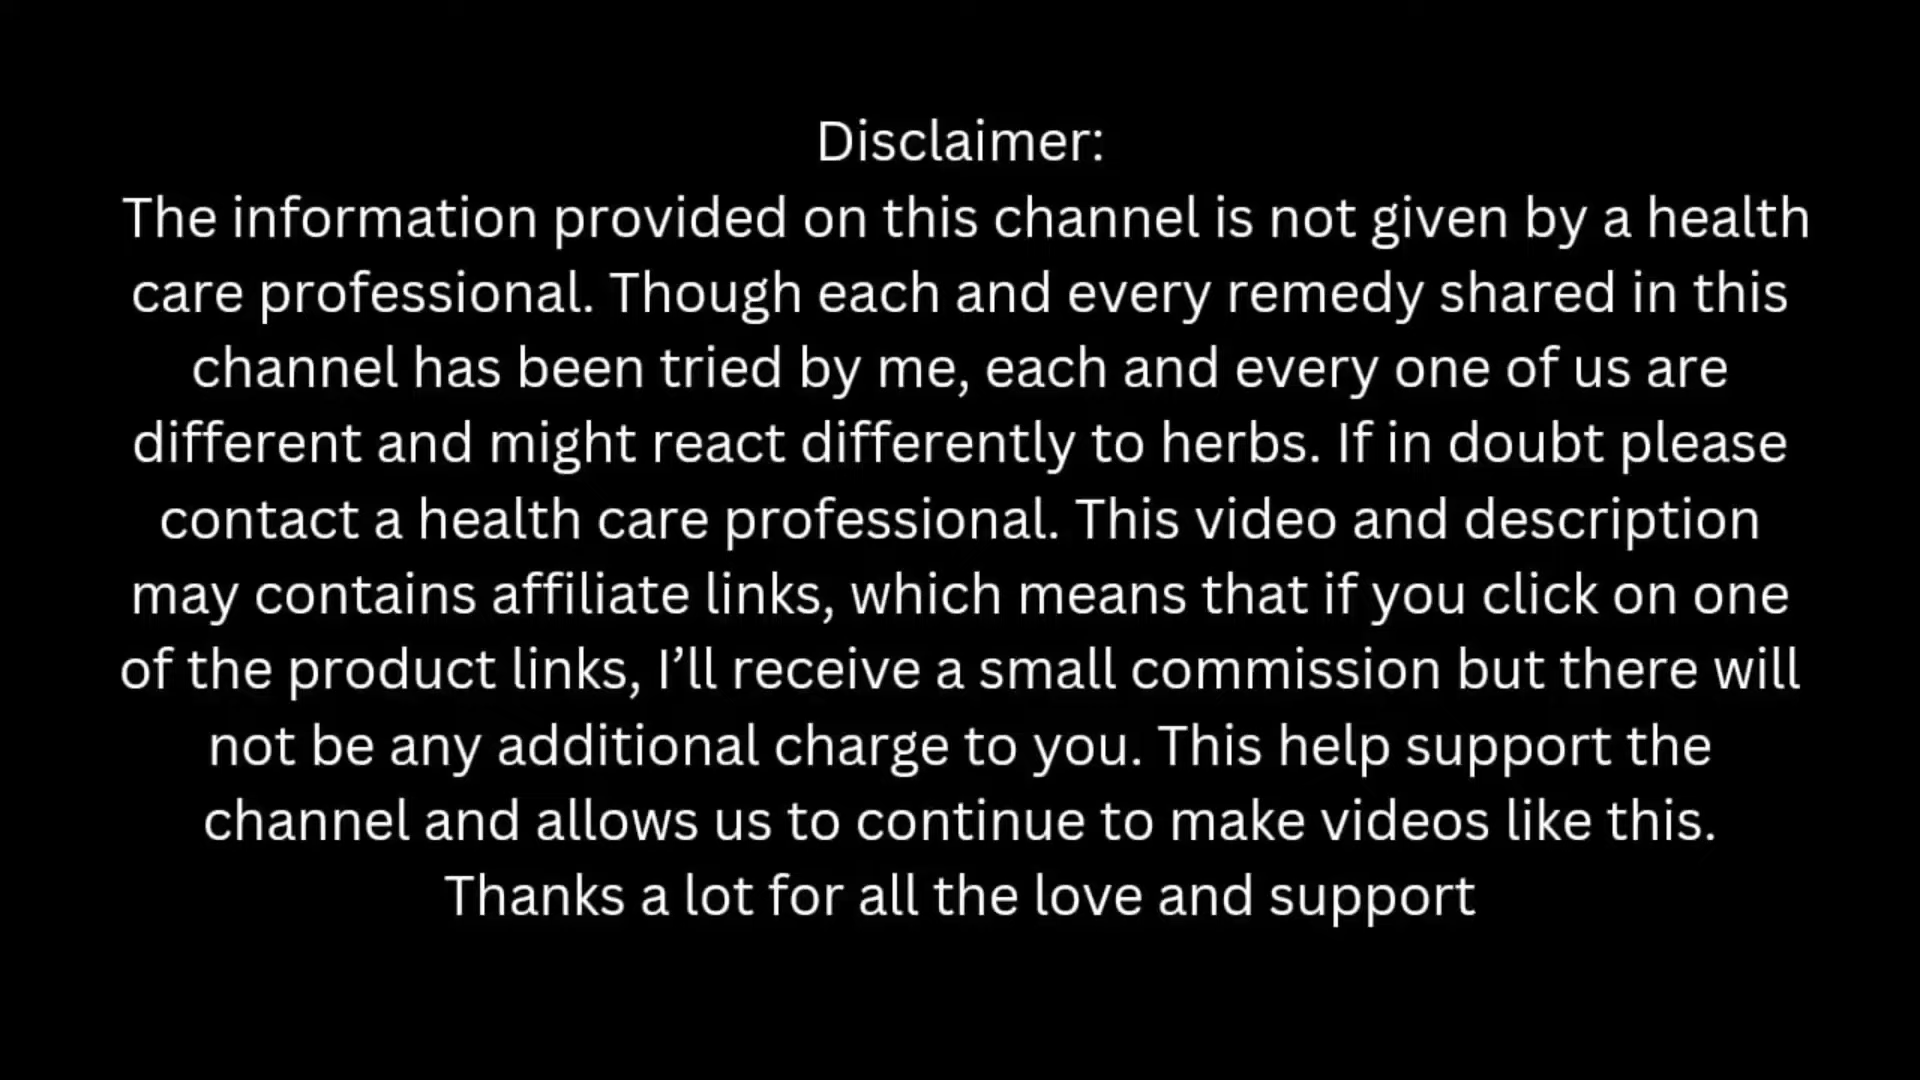 Disclaimer:
The information provided on this channel is not given by a health
care professional. Though each and every remedy shared in this
channel has been tried by me, each and every one of us are
different and might react differently to herbs. If in doubt please
contact a health care professional. This video and description
may contains affiliate links, which means that if you click on one
of the product links, I’ll receive a small commission but there will
not be any additional charge to you. This help support the
channel and allows us to continue to make videos like this.
Thanks a lot for all the love and support